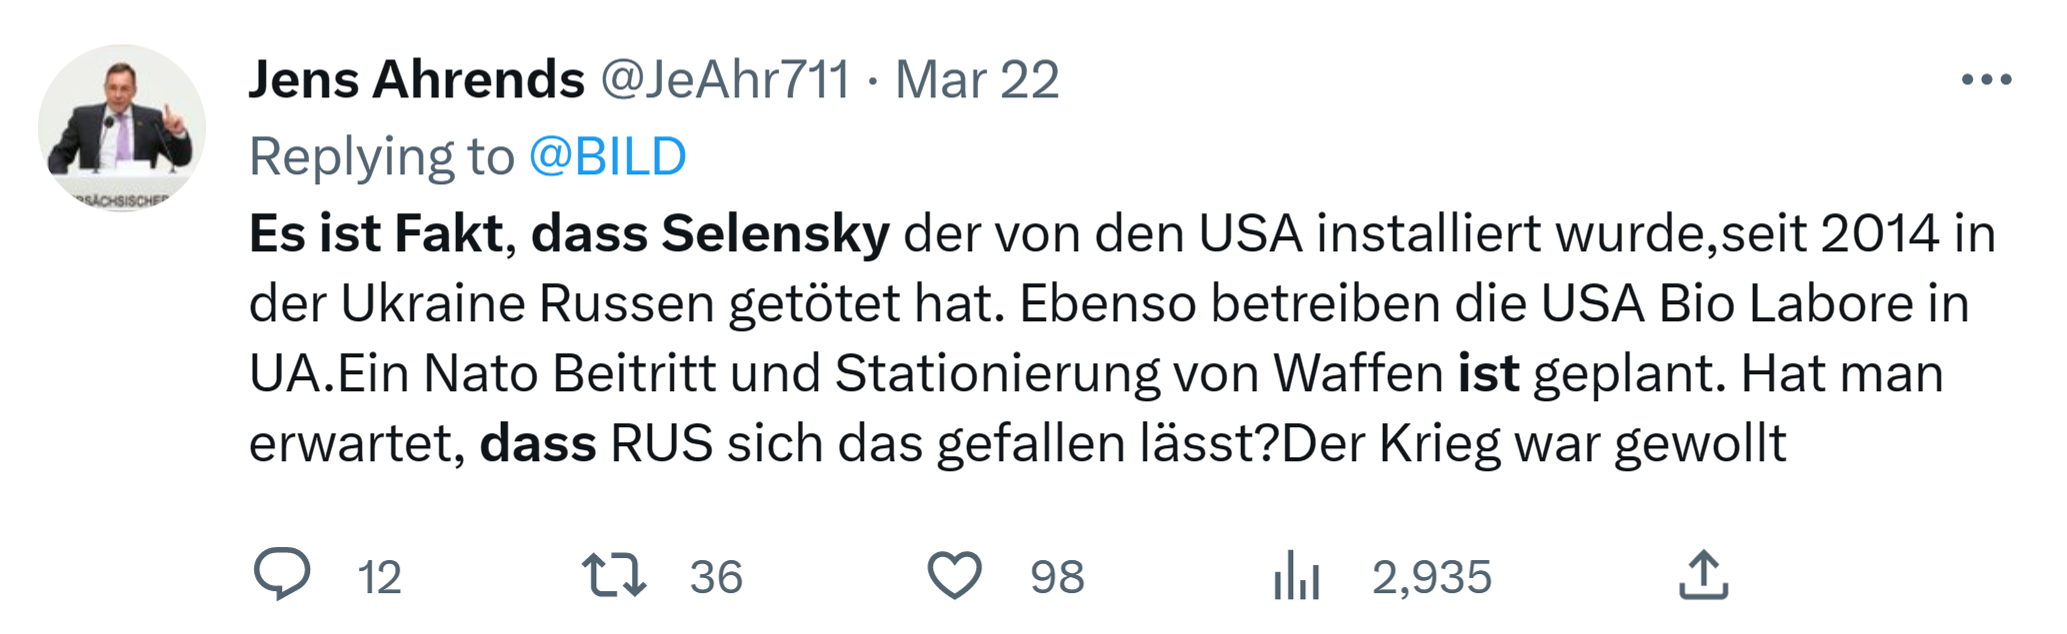 Jens Ahrends @JeAhr711 · Mar 22
Replying to @BILD
Es ist Fakt, dass Selensky der von den USA installiert wurde,seit 2014 in
der Ukraine Russen getötet hat. Ebenso betreiben die USA Bio Labore in
UA.Ein Nato Beitritt und Stationierung von Waffen ist geplant. Hat man
erwartet, dass RUS sich das gefallen lässt?Der Krieg war gewollt
12 36 98 2,935